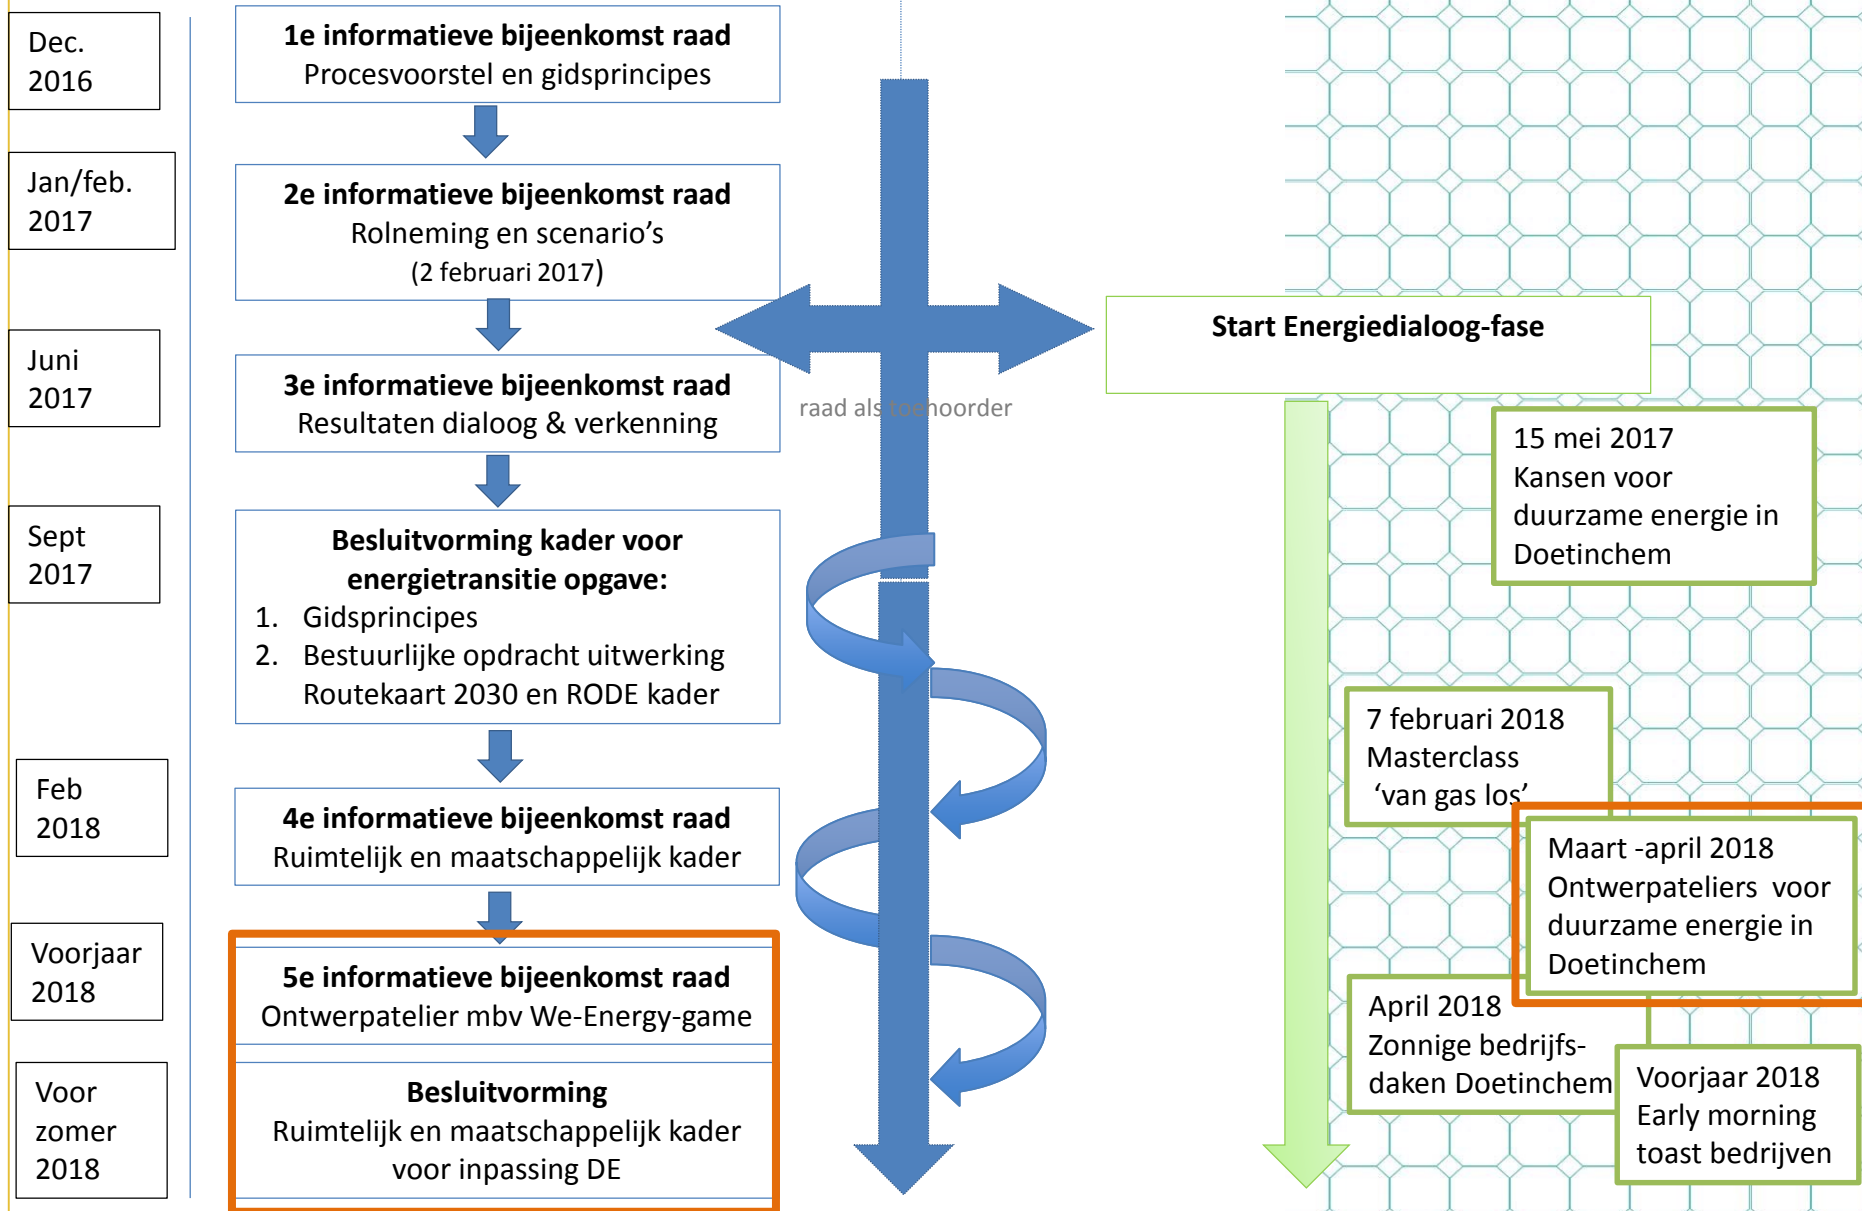 Dec.
2016
1e informatieve bijeenkomst raad
Procesvoorstel en gidsprincipes
Jan/feb.
2017
2e informatieve bijeenkomst raad
Rolneming en scenario’s
(2 februari 2017)
Juni
2017
3e informatieve bijeenkomst raad
Resultaten dialoog & verkenning
Sept
2017
Besluitvorming kader voor
energietransitie opgave:
1. Gidsprincipes
2. Bestuurlijke opdracht uitwerking
Routekaart 2030 en RODE kader
Feb
2018
4e informatieve bijeenkomst raad
Ruimtelijk en maatschappelijk kader
Voorjaar
2018
5e informatieve bijeenkomst raad
Ontwerpatelier mbv We-Energy-game
Voor
zomer
2018
Besluitvorming
Ruimtelijk en maatschappelijk kader
voor inpassing DE
raad als toehoorder
Start Energiedialoog-fase
15 mei 2017
Kansen voor
duurzame energie in
Doetinchem
7 februari 2018
Masterclass
‘van gas los’
Maart -april 2018
Ontwerpateliers voor
duurzame energie in
Doetinchem
April 2018
Zonnige bedrijfs-
daken Doetinchem
Voorjaar 2018
Early morning
toast bedrijven